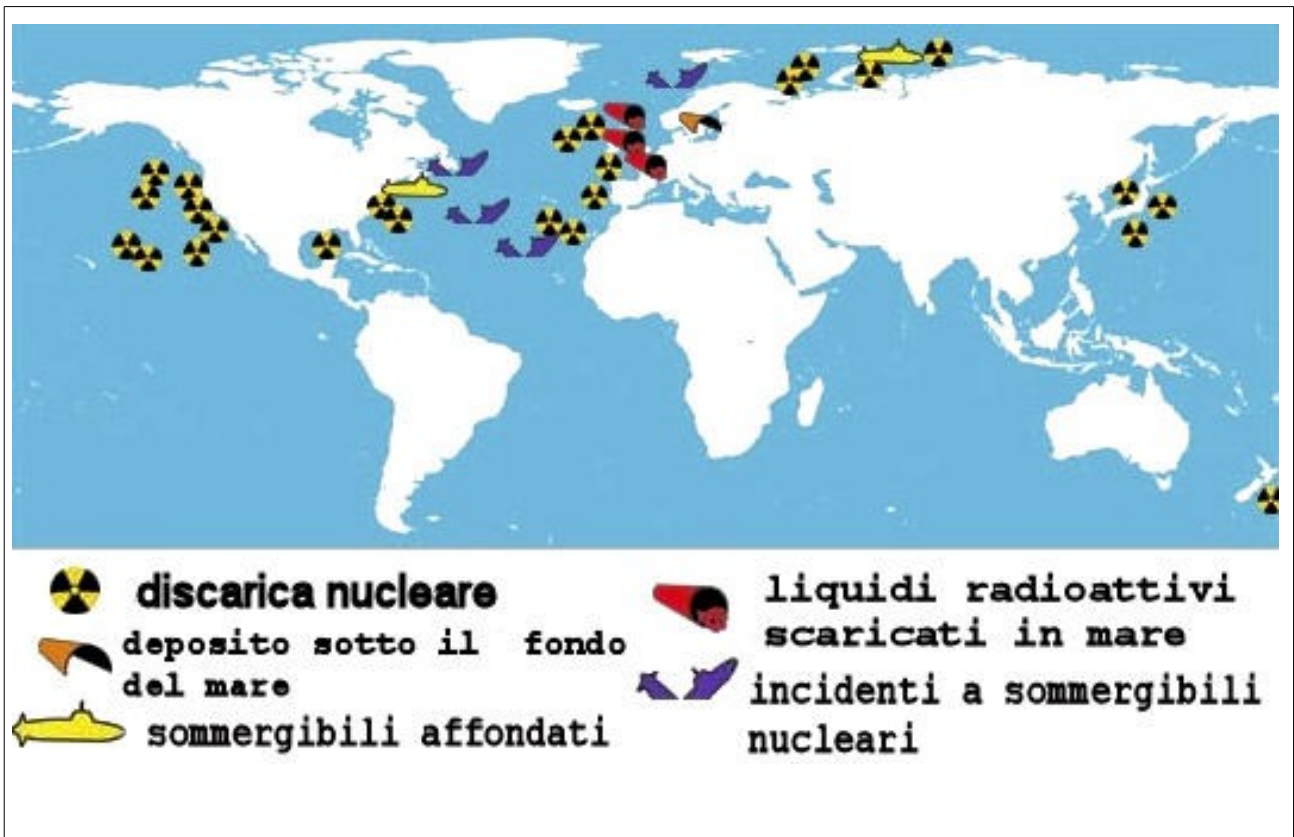 discarica nucleare
deposito sotto il fondo
del mare
sommergibili affondati
liquidi radioattivi
scaricati in mare
incidenti a sommergibili
nucleari